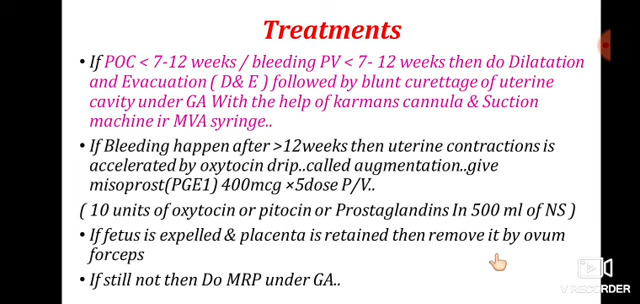 Treatments
• If POC < 7-12 weeks / bleeding PV < 7- 12 weeks then do Dilatation
and Evacuation ( D& E ) followed by blunt curettage of uterine
cavity under GA With the help of karmans cannula & Suction
machine ir MVA syringe..
• If Bleeding happen after >12weeks then uterine contractions is
accelerated by oxytocin drip..called augmentation..give
misoprost(PGE1) 400mcg ×5dose P/V..
( 10 units of oxytocin or pitocin or Prostaglandins In 500 ml of NS )
• If fetus is expelled & placenta is retained then remove it by ovum
forceps
• If still not then Do MRP under GA..
V RECORDER